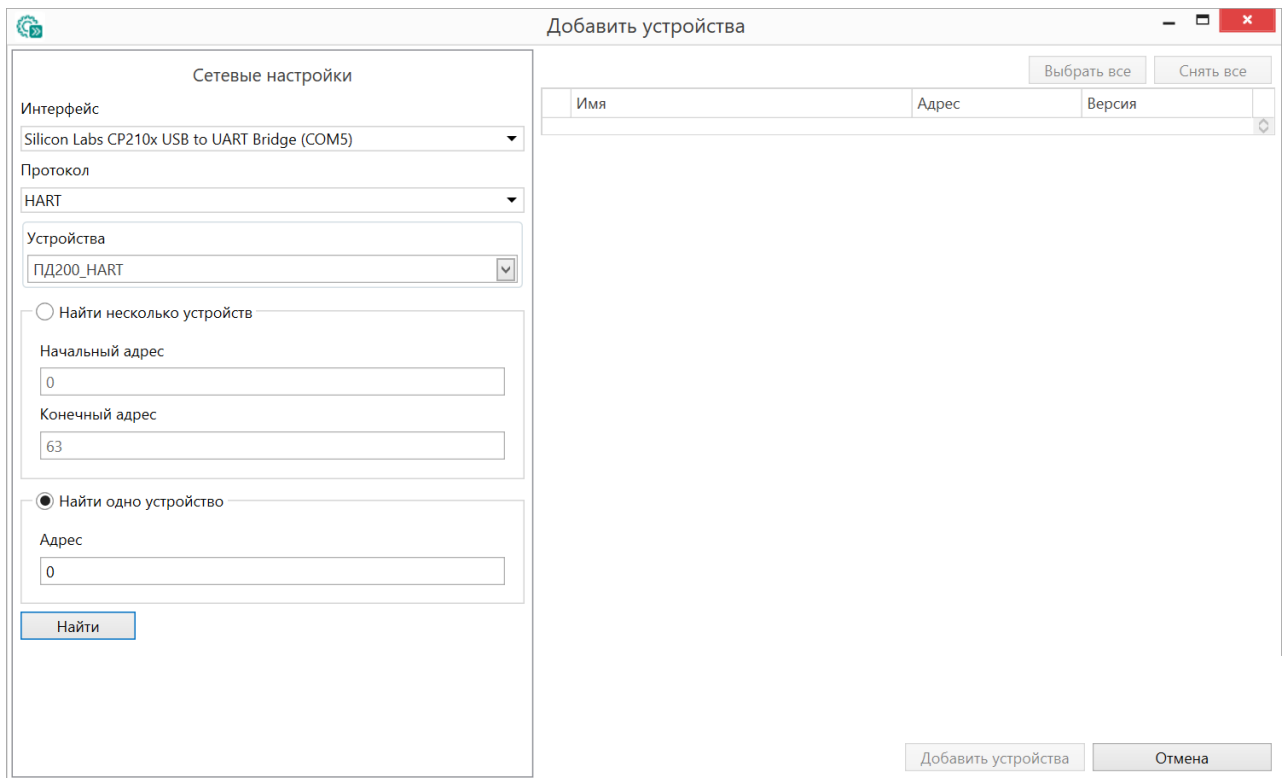 Добавить устройства
Сетевые настройки
Интерфейс
Silicon Labs CP210x USB to UART Bridge (COM5)
Протокол
HART
Устройства
ПД200_HART
Найти несколько устройств
Начальный адрес
0
Конечный адрес
63
Найти одно устройство
Адрес
0
Найти
Выбрать все Снять все
Имя Адрес Версия
Добавить устройства Отмена